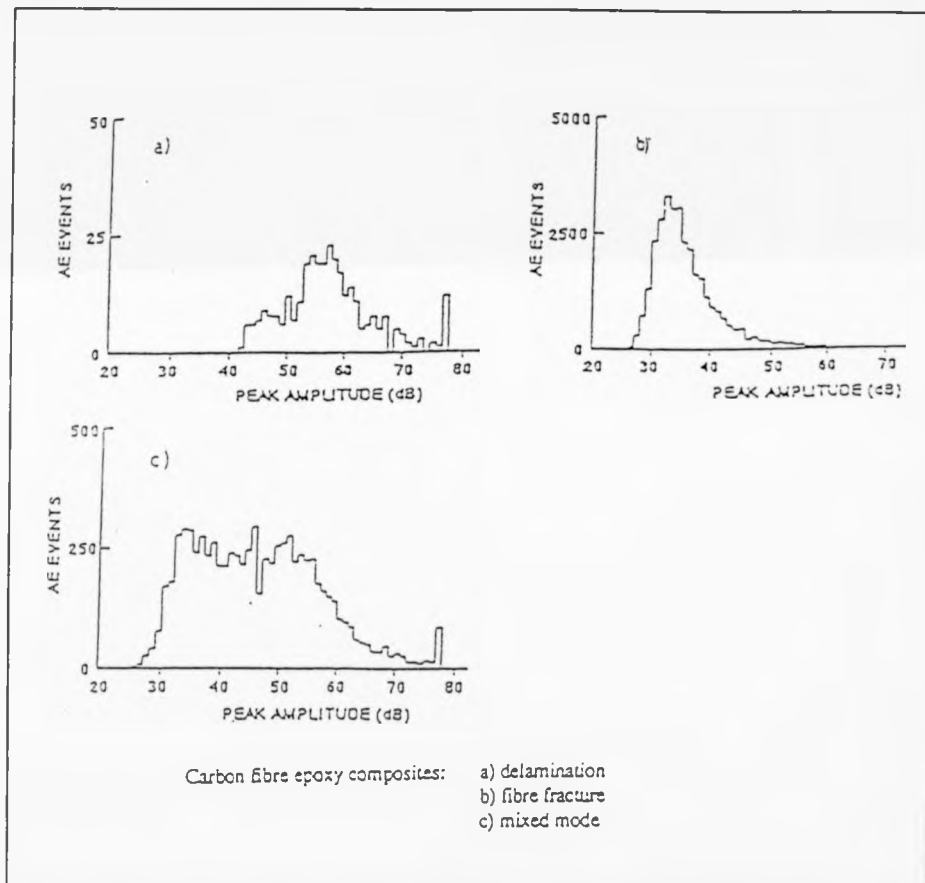 50
a)
25
0
AE EVENTS
20 30 40 50 60 70 80
PEAK AMPLITUDE (dB)
5000
b)
2500
0
AE EVENTS
20 30 40 50 60 70
PEAK AMPLITUDE (dB)
500
c)
250
0
AE EVENTS
20 30 40 50 60 70 80
PEAK AMPLITUDE (dB)
Carbon fibre epoxy composites: a) delamination
b) fibre fracture
c) mixed mode